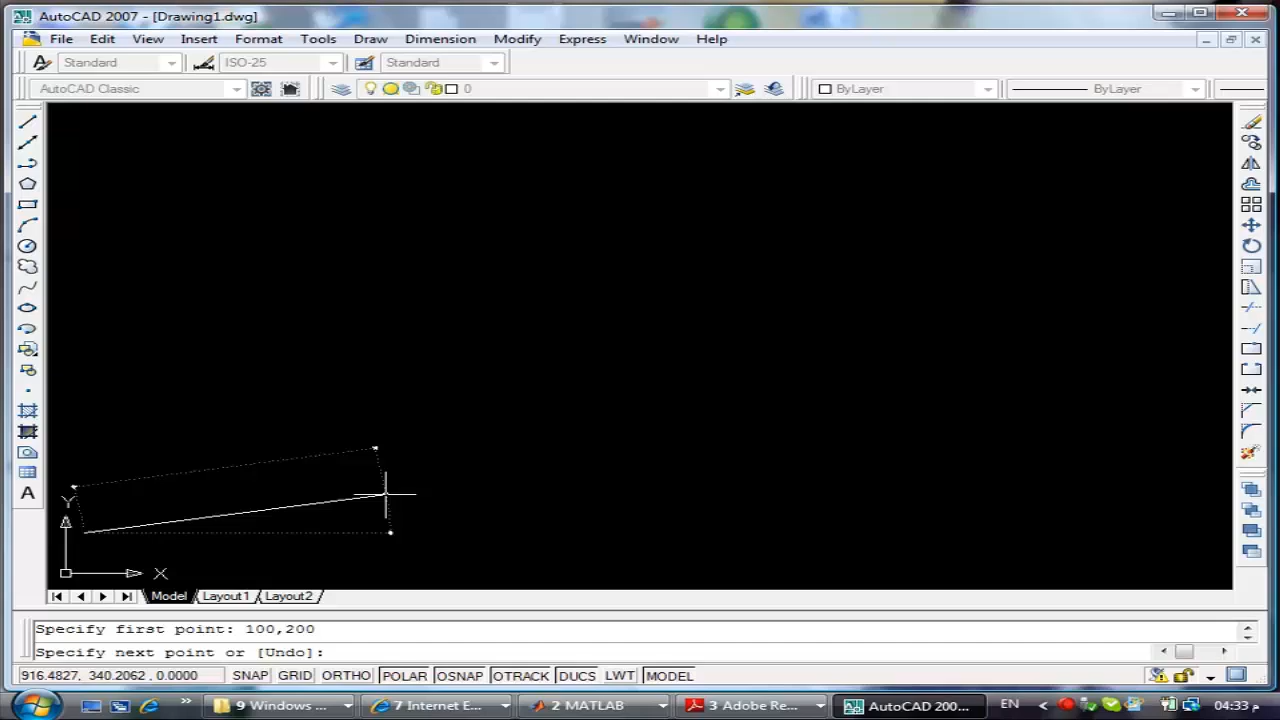 AutoCAD 2007 - [Drawing1.dwg]
File Edit View Insert Format Tools Draw Dimension Modify Express Window Help
Standard ISO-25 Standard
AutoCAD Classic 0 ByLayer ByLayer
A
Y
X
Model Layout1 Layout2
Specify first point: 100,200
Specify next point or [Undo]:
916.4827, 340.2062, 0.0000 SNAP GRID ORTHO POLAR OSNAP OTRACK DUCS LWT MODEL
9 Windows ... 7 Internet E... 2 MATLAB 3 Adobe Re... AutoCAD 200... EN 04:33 م